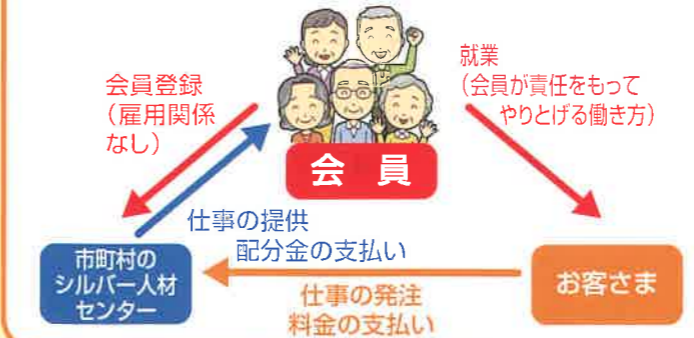 就業
（会員が責任をもって
やりとげる働き方）
会員登録
（雇用関係
なし）
会 員
仕事の提供
配分金の支払い
市町村の
シルバー人材
センター
お客さま
仕事の発注
料金の支払い